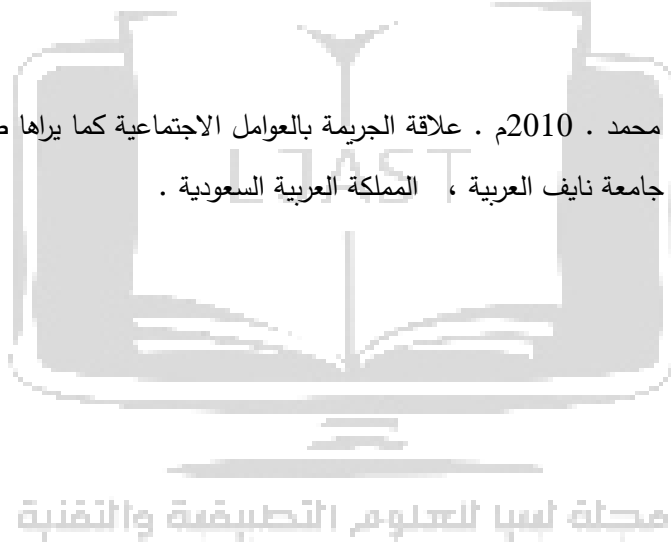 محمد . 2010م . علاقة الجريمة بالعوامل الاجتماعية كما يراها
LJAST
جامعة نايف العربية ، المملكة العربية السعودية .
مجلة ليبيا للعلوم التطبيقية والتقنية